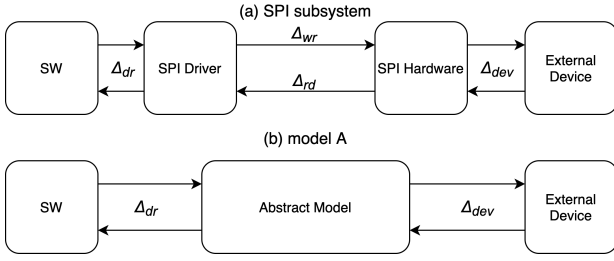 (a) SPI subsystem
SW
Δdr
SPI Driver
Δwr
Δrd
SPI Hardware
Δdev
External
Device
(b) model A
SW
Δdr
Abstract Model
Δdev
External
Device